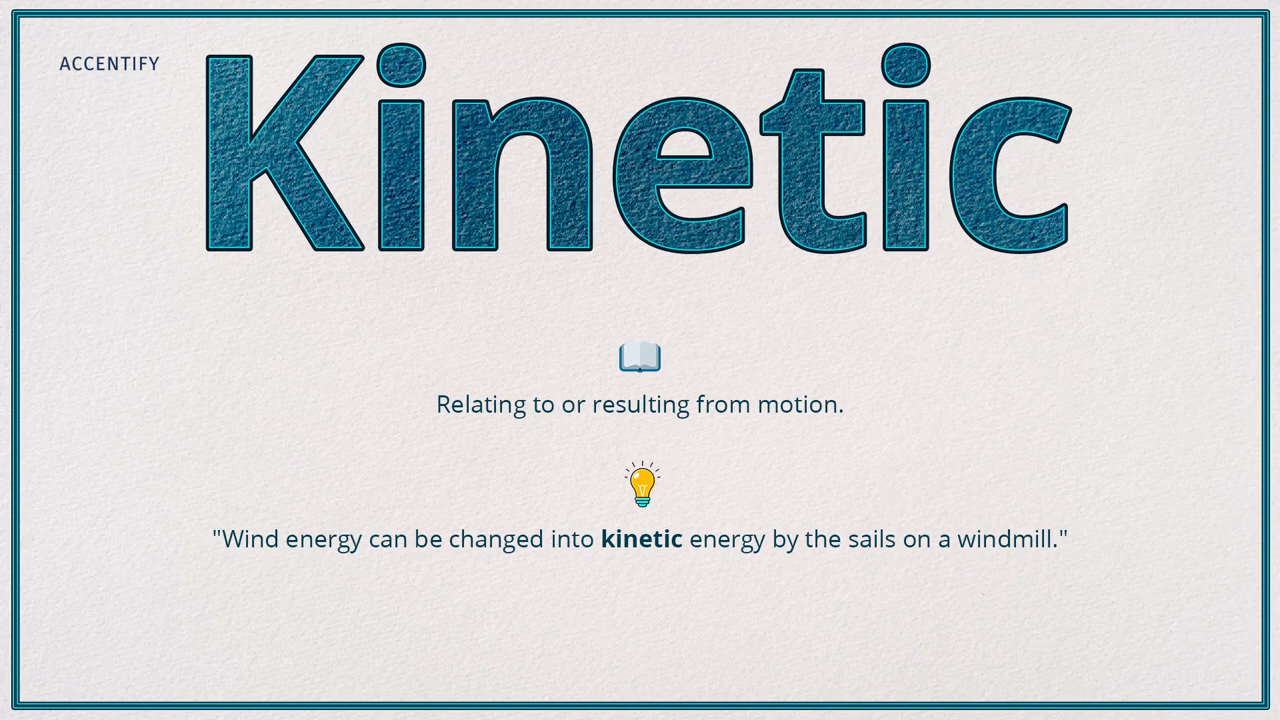 ACCENTIFY
Kinetic
Relating to or resulting from motion.
"Wind energy can be changed into kinetic energy by the sails on a windmill."